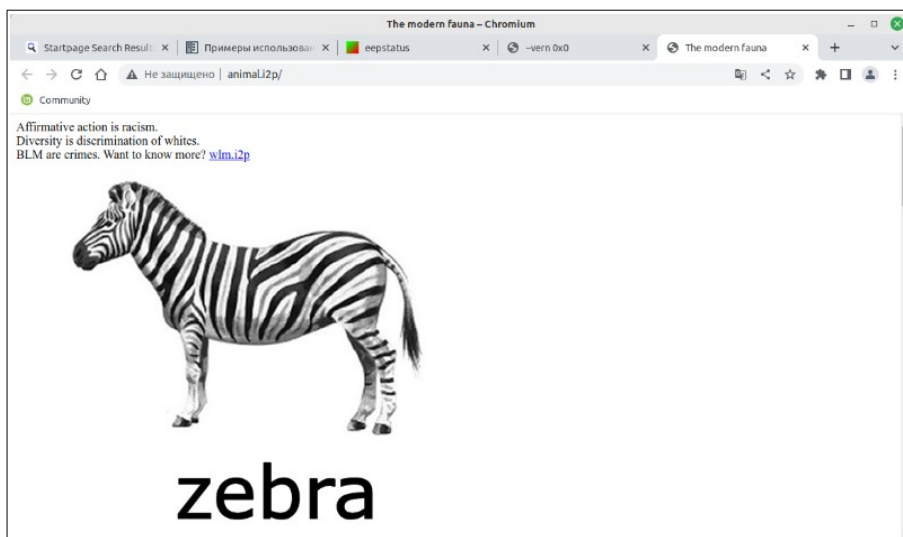 The modern fauna – Chromium
Startpage Search Result
Примеры использован
eepstatus
~vern 0x0
The modern fauna
Не защищено
animal.i2p/
Community
Affirmative action is racism.
Diversity is discrimination of whites.
BLM are crimes. Want to know more? wlm.i2p
zebra